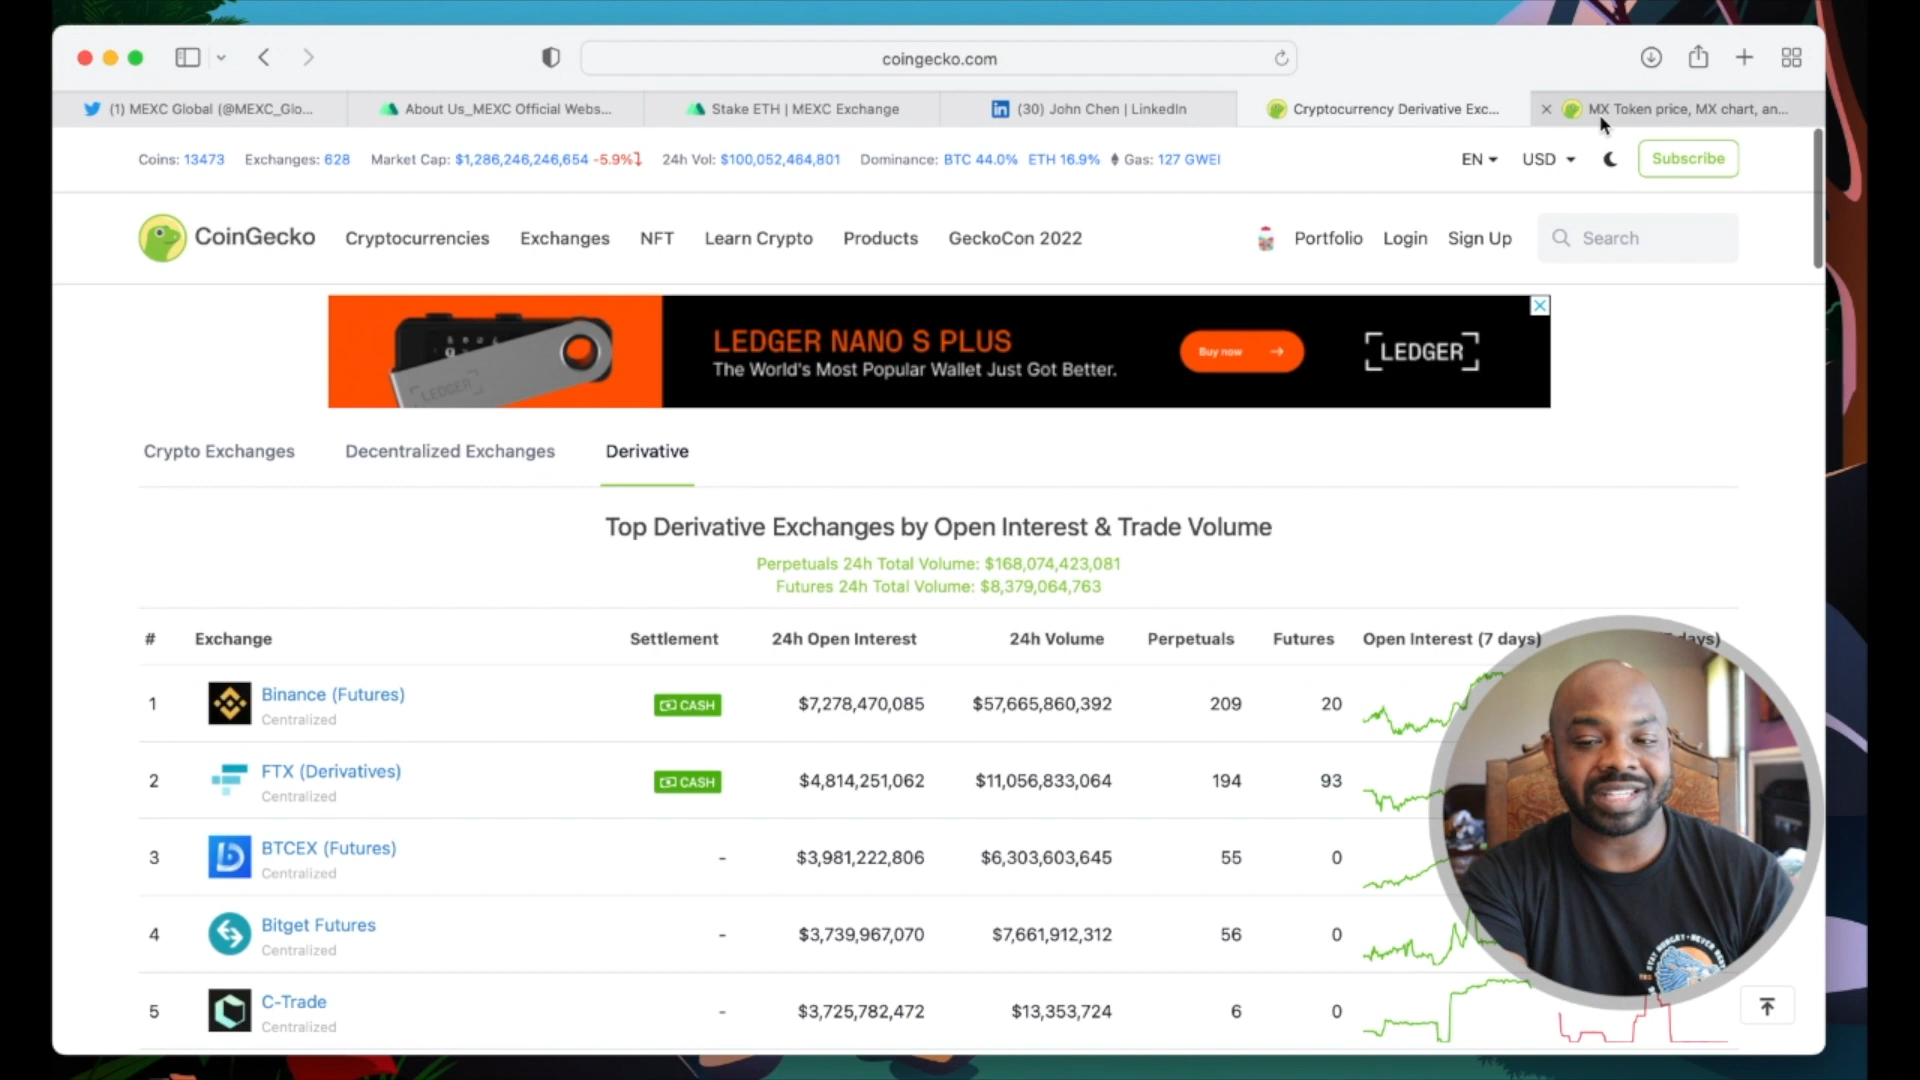 coingecko.com
(1) MEXC Global (@MEXC_Glo...
About Us_MEXC Official Webs...
Stake ETH | MEXC Exchange
(30) John Chen | LinkedIn
Cryptocurrency Derivative Exc...
MX Token price, MX chart, an...
Coins: 13473 Exchanges: 628 Market Cap: $1,286,246,246,654 -5.9% 24h Vol: $100,052,464,801 Dominance: BTC 44.0% ETH 16.9% Gas: 127 GWEI EN USD Subscribe
CoinGecko Cryptocurrencies Exchanges NFT Learn Crypto Products GeckoCon 2022 Portfolio Login Sign Up Search
LEDGER
LEDGER NANO S PLUS
The World's Most Popular Wallet Just Got Better.
Buy now
LEDGER
Crypto Exchanges Decentralized Exchanges Derivative
Top Derivative Exchanges by Open Interest & Trade Volume
Perpetuals 24h Total Volume: $168,074,423,081
Futures 24h Total Volume: $8,379,064,763
# Exchange Settlement 24h Open Interest 24h Volume Perpetuals Futures Open Interest (7 days) days)
1 Binance (Futures) CASH $7,278,470,085 $57,665,860,392 209 20
Centralized
2 FTX (Derivatives) CASH $4,814,251,062 $11,056,833,064 194 93
Centralized
3 BTCEX (Futures) - $3,981,222,806 $6,303,603,645 55 0
Centralized
4 Bitget Futures - $3,739,967,070 $7,661,912,312 56 0
Centralized
5 C-Trade - $3,725,782,472 $13,353,724 6 0
Centralized